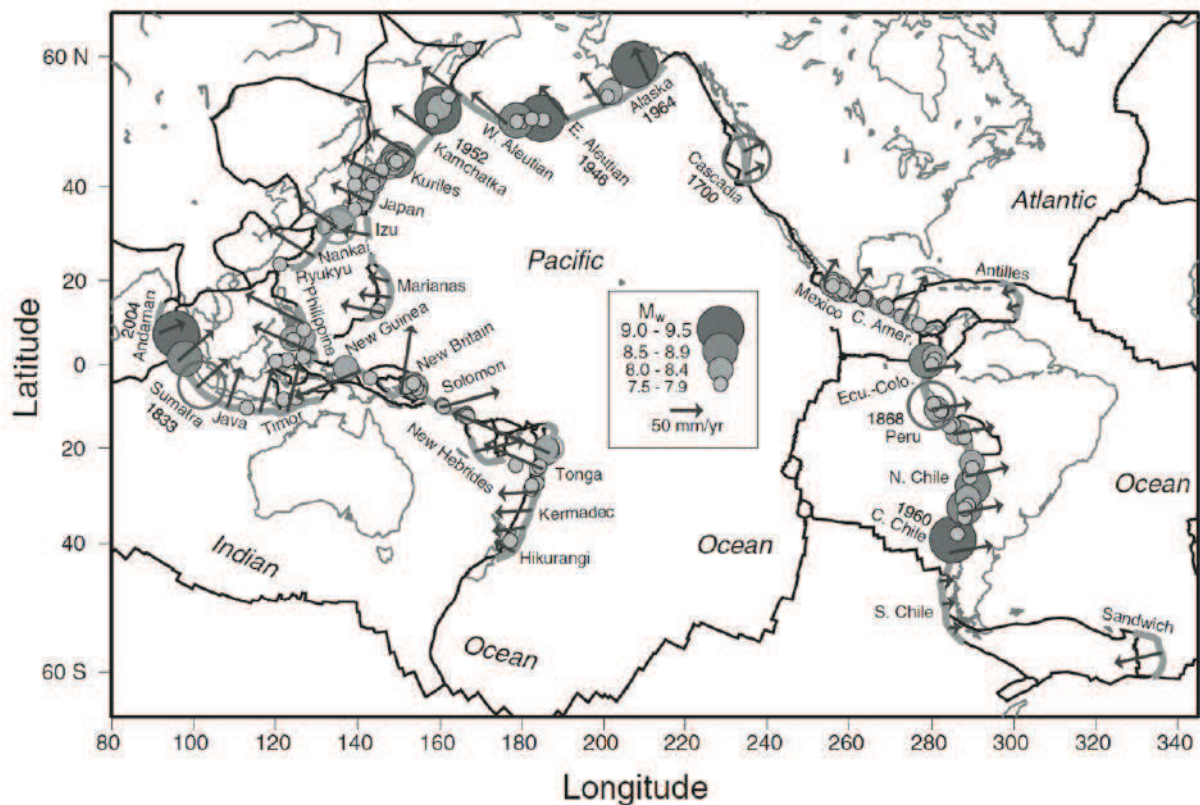 60 N
40
20
0
20
40
60 S
Latitude
80 100 120 140 160 180 200 220 240 260 280 300 320 340
Longitude
Alaska
1964
E. Aleutian
1946
W. Aleutian
1952
Kamchatka
Kuriles
Japan
Izu
Nankai
Ryukyu
Marianas
Philippine
New Guinea
New Britain
Solomon
2004
Andaman
Sumatra
1833
Java
Timor
New Hebrides
Tonga
Kermadec
Hikurangi
Cascadia
1700
Atlantic
Ocean
Pacific
Ocean
Indian
Ocean
Antilles
Mexico
C. Amer.
Ecu.-Colo.
1868
Peru
N. Chile
1960
C. Chile
S. Chile
Sandwich
Mw
9.0 - 9.5
8.5 - 8.9
8.0 - 8.4
7.5 - 7.9
50 mm/yr